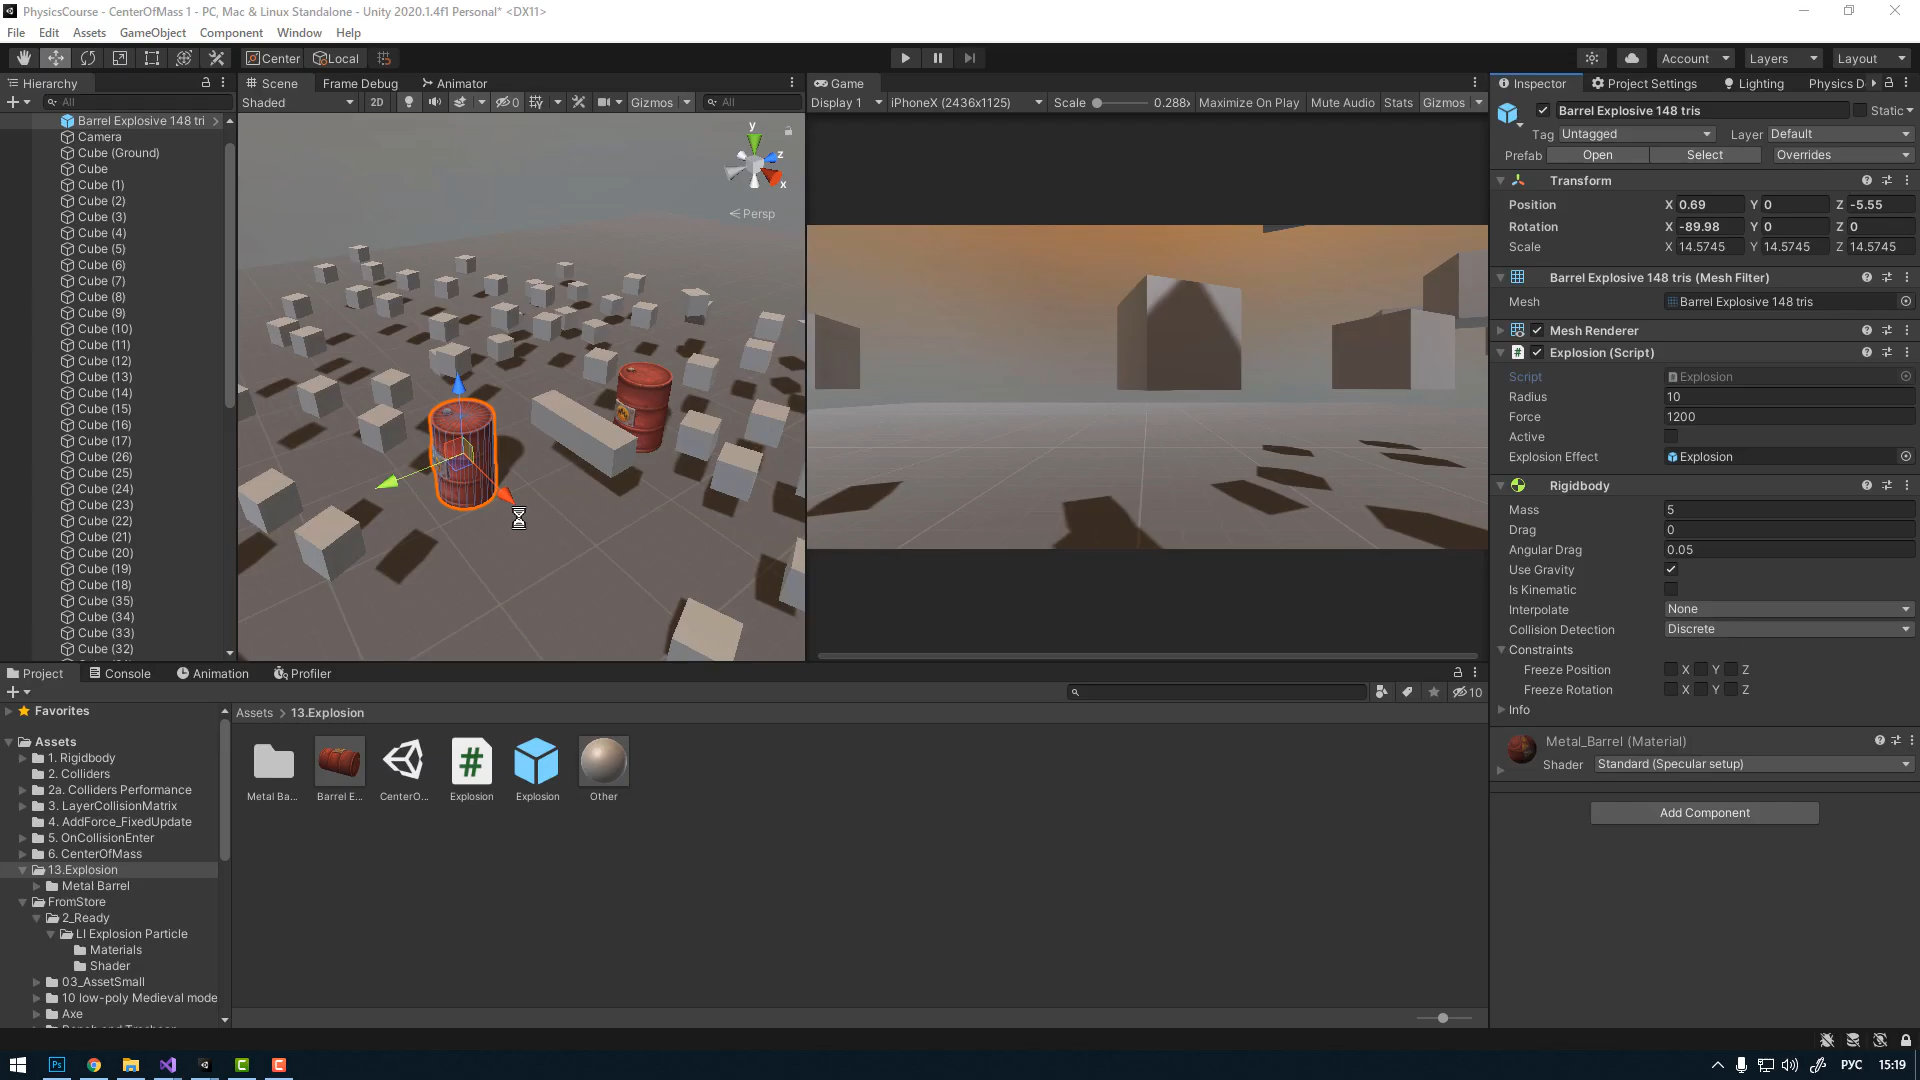 PhysicsCourse - CenterOfMass 1 - PC, Mac & Linux Standalone - Unity 2020.1.4f1 Personal* <DX11>
File Edit Assets GameObject Component Window Help
Center Local Account Layers Layout
Hierarchy
All
Barrel Explosive 148 tri
Camera
Cube (Ground)
Cube
Cube (1)
Cube (2)
Cube (3)
Cube (4)
Cube (5)
Cube (6)
Cube (7)
Cube (8)
Cube (9)
Cube (10)
Cube (11)
Cube (12)
Cube (13)
Cube (14)
Cube (15)
Cube (16)
Cube (17)
Cube (26)
Cube (25)
Cube (24)
Cube (23)
Cube (22)
Cube (21)
Cube (20)
Cube (19)
Cube (18)
Cube (35)
Cube (34)
Cube (33)
Cube (32)
Scene Frame Debug Animator
Shaded 2D 0 Gizmos All
y
z
x
Persp
Game
Display 1 iPhoneX (2436x1125) Scale 0.288x Maximize On Play Mute Audio Stats Gizmos
Inspector Project Settings Lighting Physics D
Barrel Explosive 148 tris Static
Tag Untagged Layer Default
Prefab Open Select Overrides
Transform
Position X 0.69 Y 0 Z -5.55
Rotation X -89.98 Y 0 Z 0
Scale X 14.5745 Y 14.5745 Z 14.5745
Barrel Explosive 148 tris (Mesh Filter)
Mesh Barrel Explosive 148 tris
Mesh Renderer
Explosion (Script)
Script Explosion
Radius 10
Force 1200
Active
Explosion Effect Explosion
Rigidbody
Mass 5
Drag 0
Angular Drag 0.05
Use Gravity
Is Kinematic
Interpolate None
Collision Detection Discrete
Constraints
Freeze Position X Y Z
Freeze Rotation X Y Z
Info
Metal_Barrel (Material)
Shader Standard (Specular setup)
Add Component
Project Console Animation Profiler
10
Favorites
Assets
1. Rigidbody
2. Colliders
2a. Colliders Performance
3. LayerCollisionMatrix
4. AddForce_FixedUpdate
5. OnCollisionEnter
6. CenterOfMass
13.Explosion
Metal Barrel
FromStore
2_Ready
LI Explosion Particle
Materials
Shader
03_AssetSmall
10 low-poly Medieval mode
Axe
Assets > 13.Explosion
Metal Ba...
Barrel E...
CenterO...
Explosion
Explosion
Other
Ps
РУС 15:19